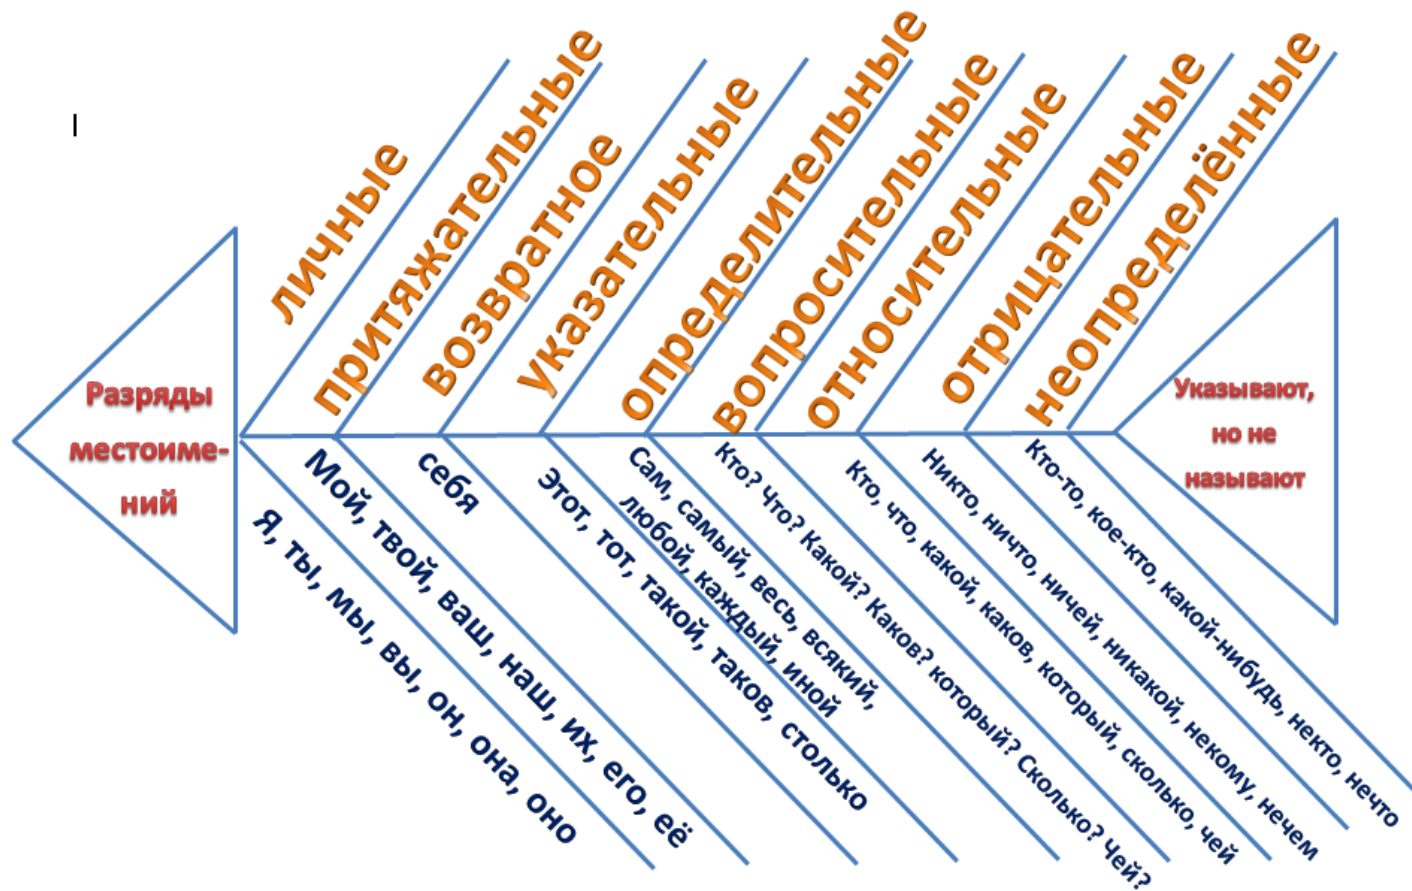 Разряды
местоиме-
ний
личные
притяжательные
возвратное
указательные
определительные
вопросительные
относительные
отрицательные
неопределённые
Я, ты, мы, вы, он, она, оно
Мой, твой, ваш, наш, их, его, её
себя
Этот, тот, такой, таков, столько
Сам, самый, весь, всякий,
любой, каждый, иной
Кто? Что? Какой? Каков? который? Сколько? Чей?
Кто, что, какой, каков, который, сколько, чей
Никто, ничто, ничей, никакой, некому, нечем
Кто-то, кое-кто, какой-нибудь, некто, нечто
Указывают,
но не
называют